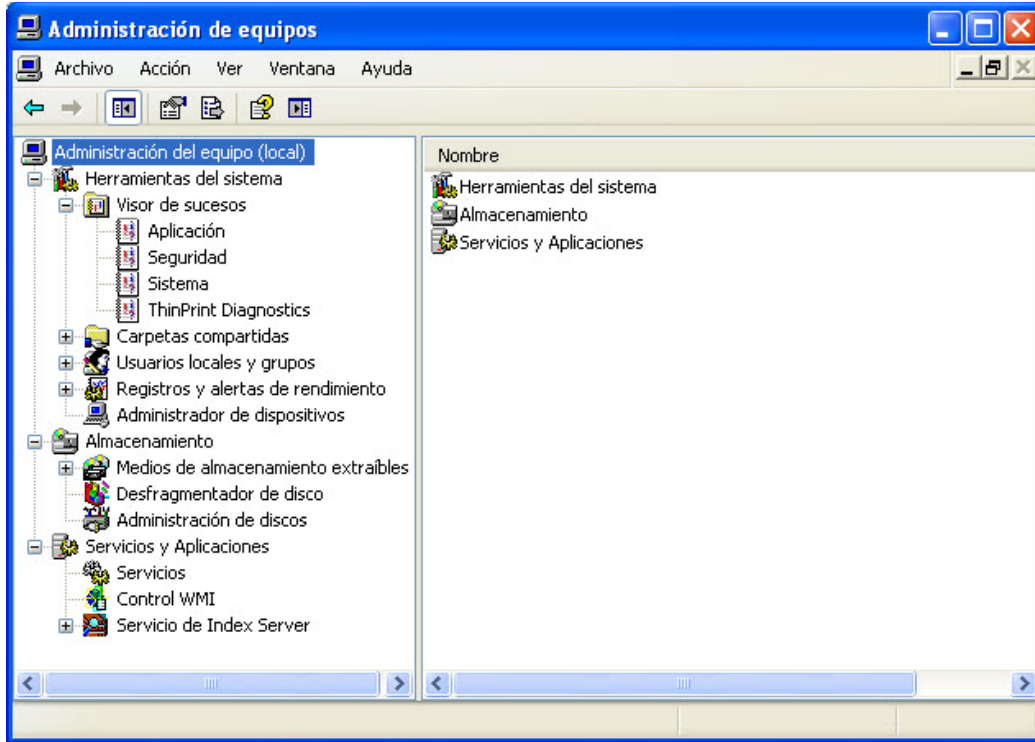 Administración de equipos
Archivo Acción Ver Ventana Ayuda
Administración del equipo (local)
Herramientas del sistema
Visor de sucesos
Aplicación
Seguridad
Sistema
ThinPrint Diagnostics
Carpetas compartidas
Usuarios locales y grupos
Registros y alertas de rendimiento
Administrador de dispositivos
Almacenamiento
Medios de almacenamiento extraíbles
Desfragmentador de disco
Administración de discos
Servicios y Aplicaciones
Servicios
Control WMI
Servicio de Index Server
Nombre
Herramientas del sistema
Almacenamiento
Servicios y Aplicaciones